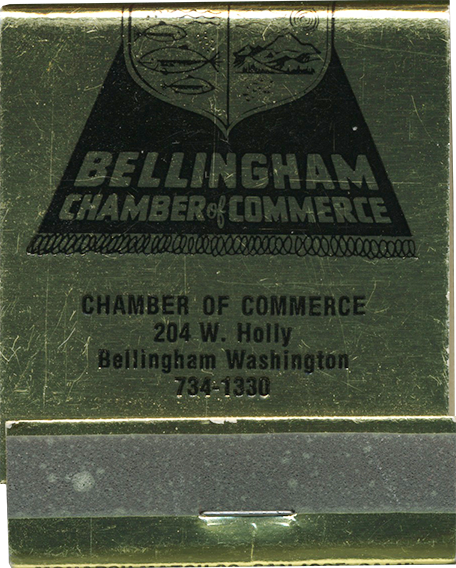 BELLINGHAM
CHAMBER of COMMERCE
CHAMBER OF COMMERCE
204 W. Holly
Bellingham Washington
734-1330